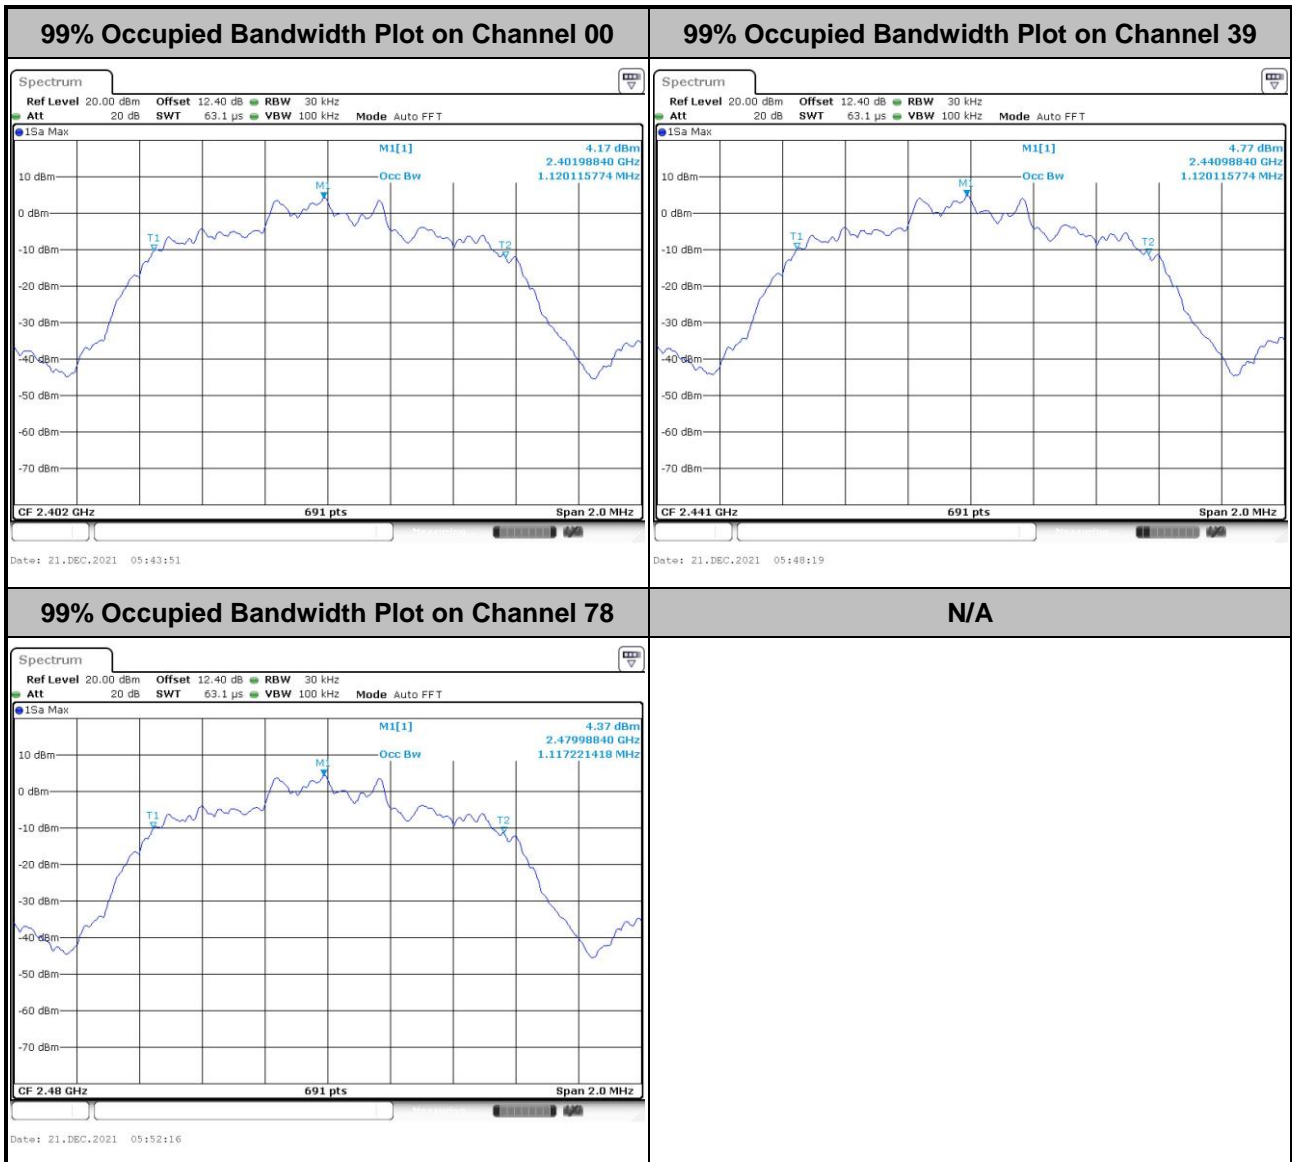 99% Occupied Bandwidth Plot on Channel 00
Spectrum
Ref Level 20.00 dBm Offset 12.40 dB RBW 30 kHz
Att 20 dB SWT 63.1 µs VBW 100 kHz Mode Auto FFT
1Sa Max
M1[1] 4.17 dBm
2.40198840 GHz
Occ Bw 1.120115774 MHz
10 dBm
M1
0 dBm
T1
T2
-10 dBm
-20 dBm
-30 dBm
-40 dBm
-50 dBm
-60 dBm
-70 dBm
CF 2.402 GHz 691 pts Span 2.0 MHz
Date: 21.DEC.2021 05:43:51
99% Occupied Bandwidth Plot on Channel 39
Spectrum
Ref Level 20.00 dBm Offset 12.40 dB RBW 30 kHz
Att 20 dB SWT 63.1 µs VBW 100 kHz Mode Auto FFT
1Sa Max
M1[1] 4.77 dBm
2.44098840 GHz
Occ Bw 1.120115774 MHz
10 dBm
M1
0 dBm
T1
T2
-10 dBm
-20 dBm
-30 dBm
-40 dBm
-50 dBm
-60 dBm
-70 dBm
CF 2.441 GHz 691 pts Span 2.0 MHz
Date: 21.DEC.2021 05:48:19
99% Occupied Bandwidth Plot on Channel 78
Spectrum
Ref Level 20.00 dBm Offset 12.40 dB RBW 30 kHz
Att 20 dB SWT 63.1 µs VBW 100 kHz Mode Auto FFT
1Sa Max
M1[1] 4.37 dBm
2.47998840 GHz
Occ Bw 1.117221418 MHz
10 dBm
M1
0 dBm
T1
T2
-10 dBm
-20 dBm
-30 dBm
-40 dBm
-50 dBm
-60 dBm
-70 dBm
CF 2.48 GHz 691 pts Span 2.0 MHz
Date: 21.DEC.2021 05:52:16
N/A